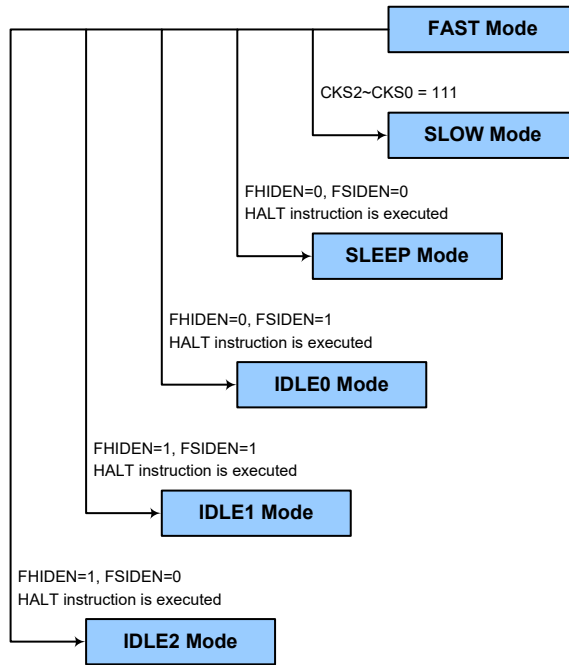 FAST Mode
CKS2~CKS0 = 111
SLOW Mode
FHIDEN=0, FSIDEN=0
HALT instruction is executed
SLEEP Mode
FHIDEN=0, FSIDEN=1
HALT instruction is executed
IDLE0 Mode
FHIDEN=1, FSIDEN=1
HALT instruction is executed
IDLE1 Mode
FHIDEN=1, FSIDEN=0
HALT instruction is executed
IDLE2 Mode